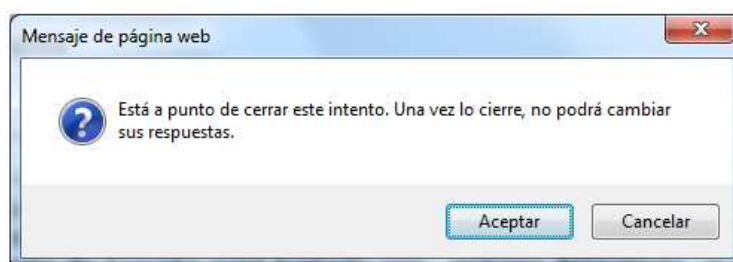 Mensaje de página web
Está a punto de cerrar este intento. Una vez lo cierre, no podrá cambiar
sus respuestas.
Aceptar
Cancelar